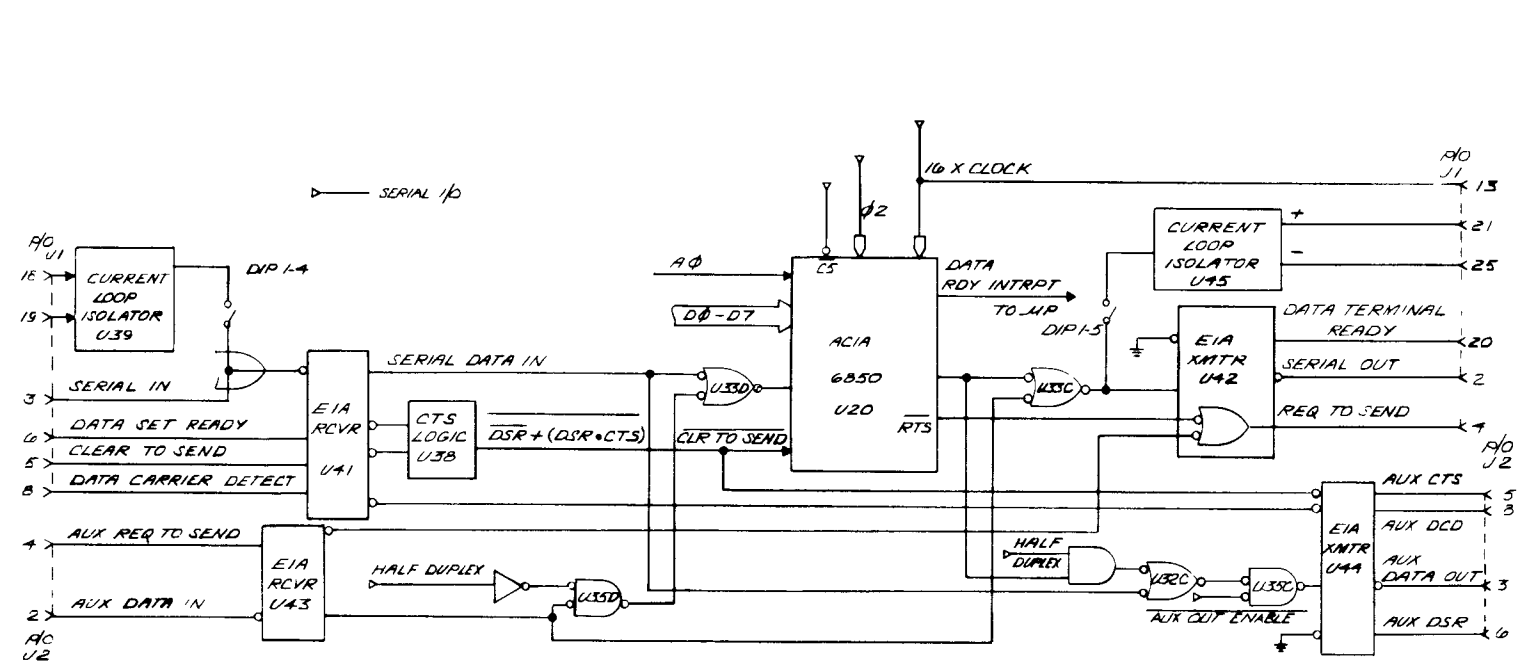 SERIAL I/O
16 X CLOCK
P/O
J1
13
Φ2
CURRENT
LOOP
ISOLATOR
U45
+
21
-
25
P/O
J1
18
19
CURRENT
LOOP
ISOLATOR
U39
DIP 1-4
AΦ
DΦ-D7
CS
ACIA
6850
U20
RTS
DATA
RDY INTRPT
TO µP
DIP 1-5
EIA
XMTR
U42
DATA TERMINAL
READY
20
SERIAL OUT
2
REQ TO SEND
4
SERIAL IN
3
DATA SET READY
6
CLEAR TO SEND
5
DATA CARRIER DETECT
8
EIA
RCVR
U41
SERIAL DATA IN
CTS
LOGIC
U38
DSR + (DSR•CTS)
CLR TO SEND
U33D
U33C
P/O
J2
AUX CTS
5
8
AUX DCD
EIA
XMTR
U44
AUX
DATA OUT
3
AUX DSR
6
AUX REQ TO SEND
4
EIA
RCVR
U43
AUX DATA IN
2
P/O
J2
HALF DUPLEX
U35D
HALF
DUPLEX
U32C
U35C
AUX OUT ENABLE